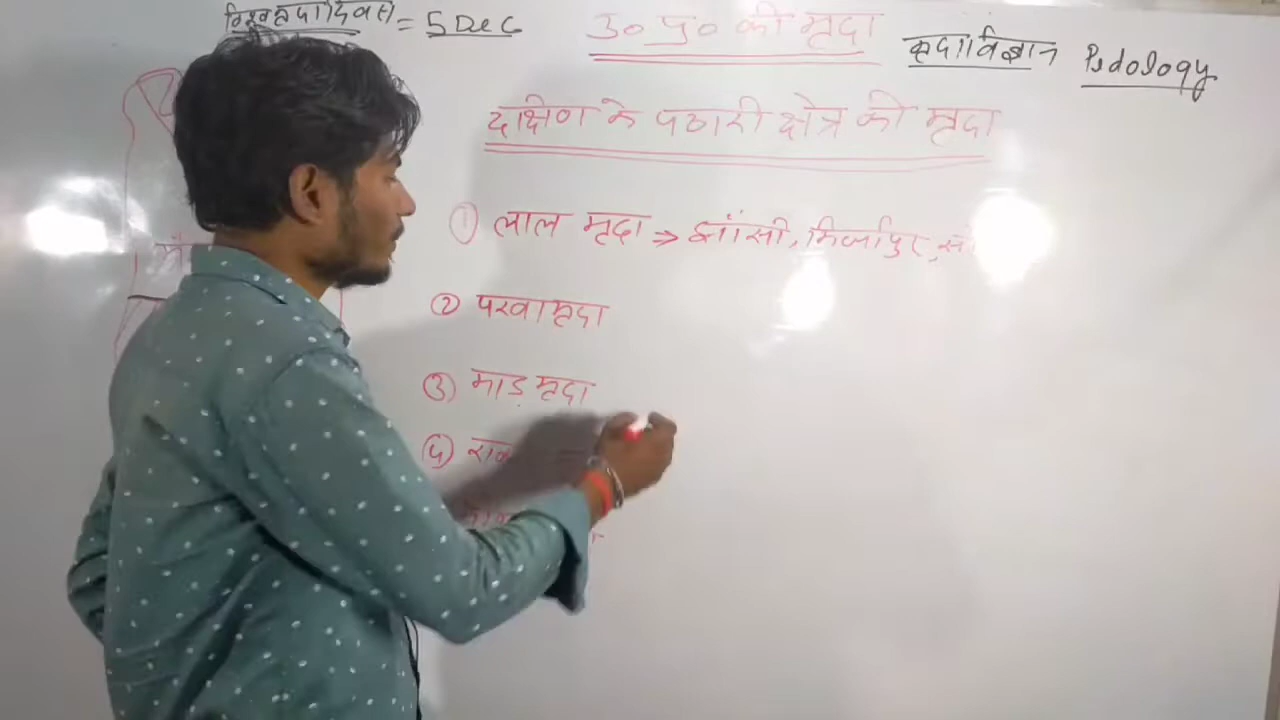 विश्व मृदा दिवस = 5 Dec
उ० प्र० की मृदा
मृदा विज्ञान Pedology
दक्षिण के पठारी क्षेत्र की मृदा
① लाल मृदा ⇒ झाँसी, मिर्जापुर,
② परवा मृदा
③ माड़ मृदा
④